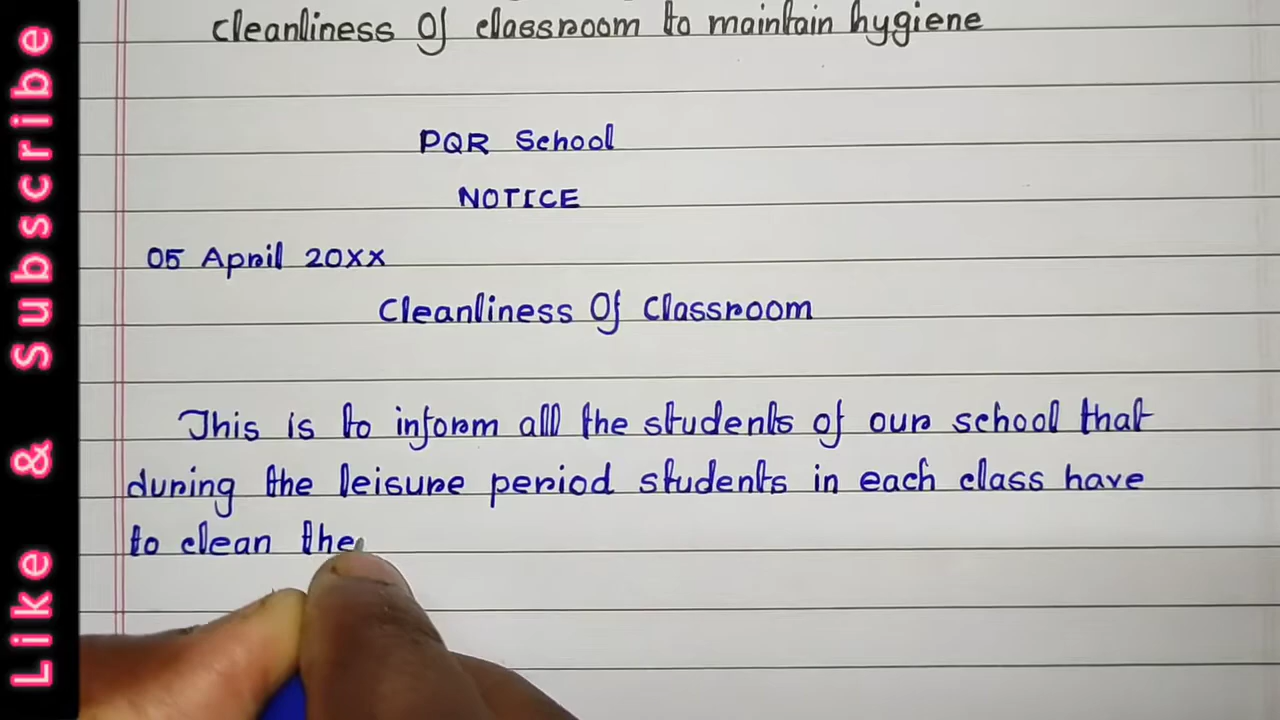 Like & Subscribe
cleanliness Of classroom to maintain hygiene
PQR School
NOTICE
05 April 20XX
Cleanliness Of Classroom
This is to inform all the students of our school that
during the leisure period students in each class have
to clean the